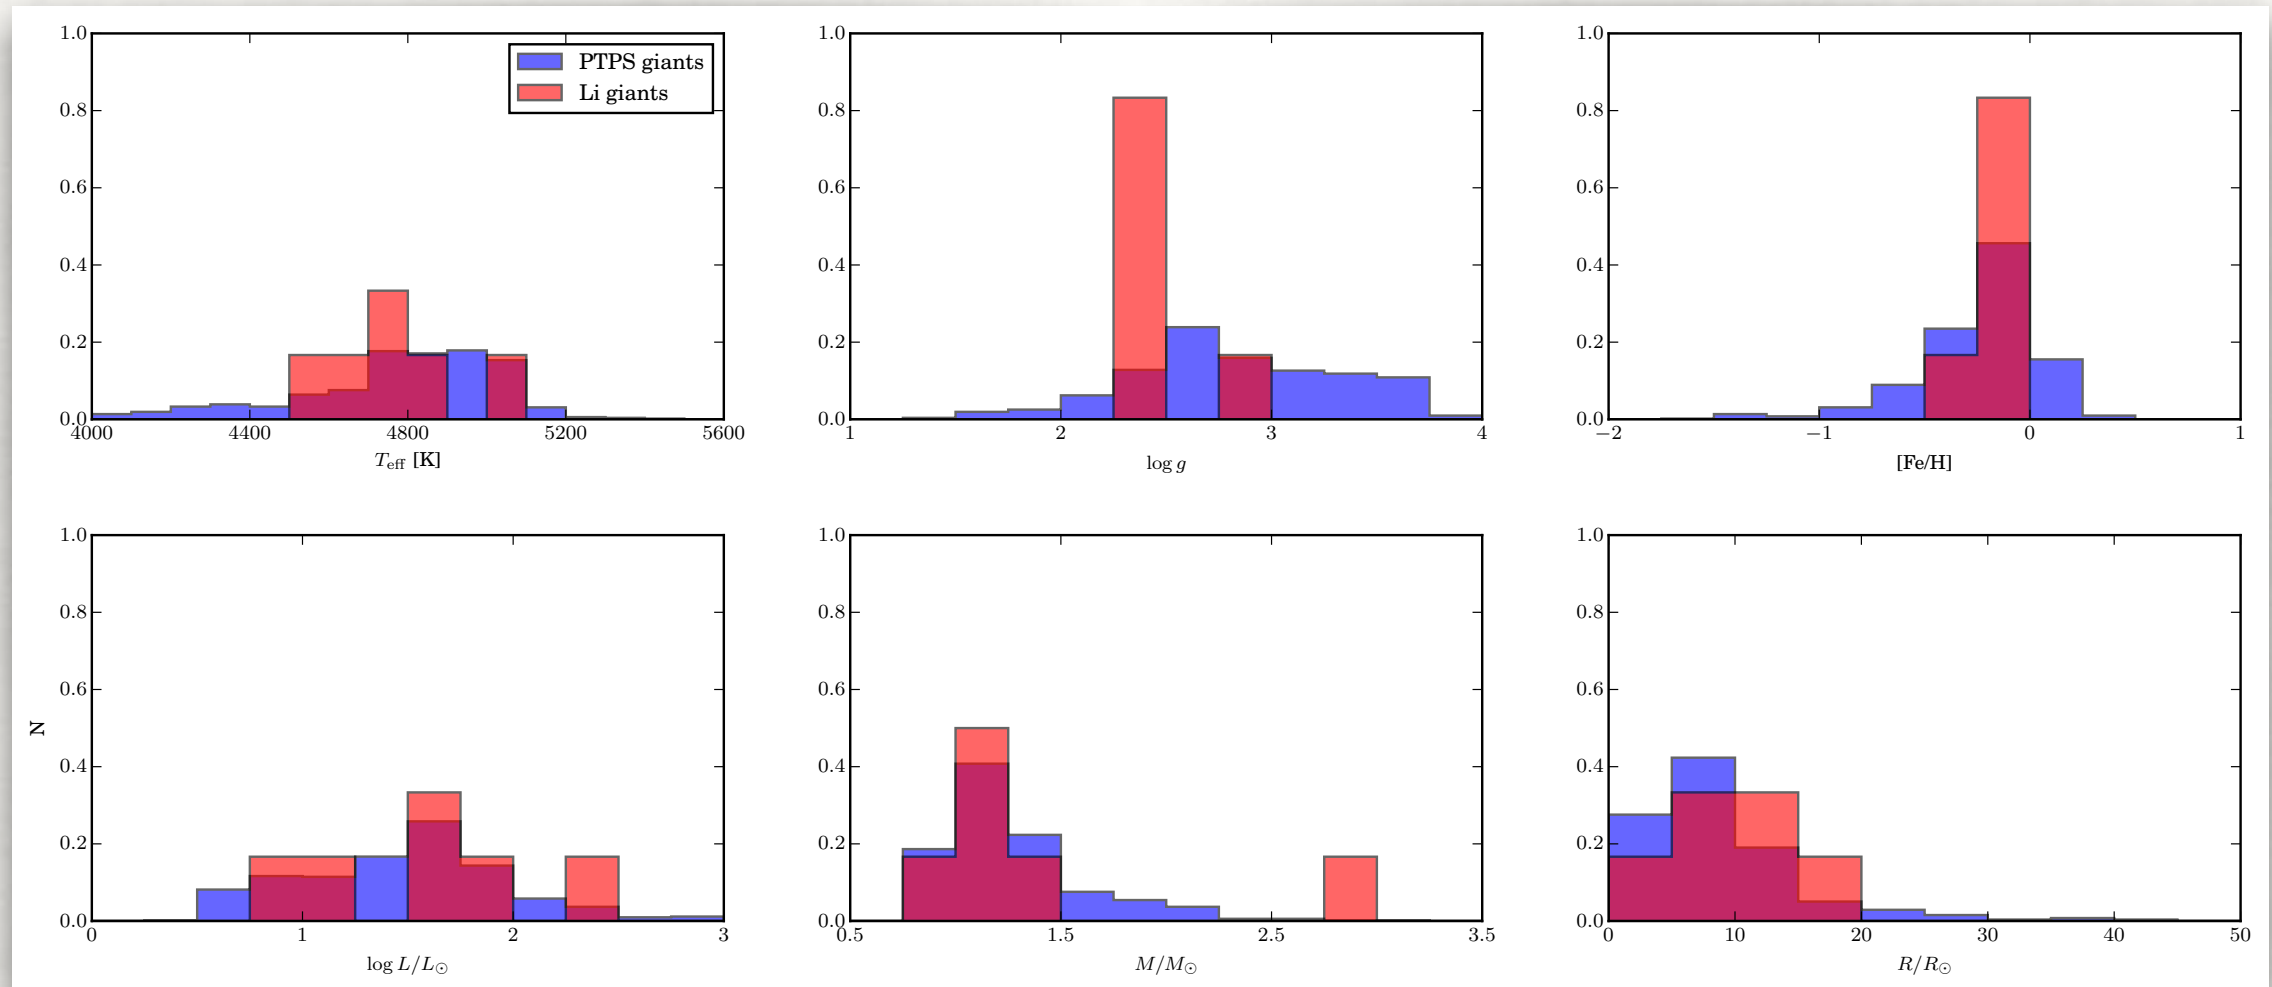 1.0
0.8
0.6
0.4
0.2
0.0
4000 4400 4800 5200 5600
T_eff [K]
PTPS giants
Li giants
1.0
0.8
0.6
0.4
0.2
0.0
1 2 3 4
log g
1.0
0.8
0.6
0.4
0.2
0.0
−2 −1 0 1
[Fe/H]
N
1.0
0.8
0.6
0.4
0.2
0.0
0 1 2 3
log L/L⊙
1.0
0.8
0.6
0.4
0.2
0.0
0.5 1.5 2.5 3.5
M/M⊙
1.0
0.8
0.6
0.4
0.2
0.0
0 10 20 30 40 50
R/R⊙